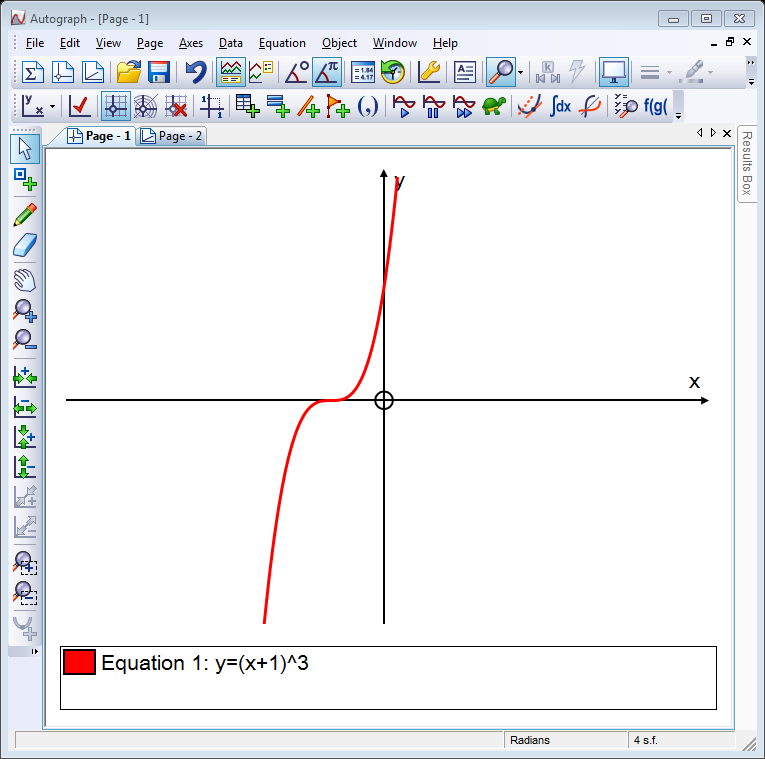 Autograph - [Page - 1]
File Edit View Page Axes Data Equation Object Window Help
Page - 1
Page - 2
Results Box
y
x
Equation 1: y=(x+1)^3
Radians
4 s.f.